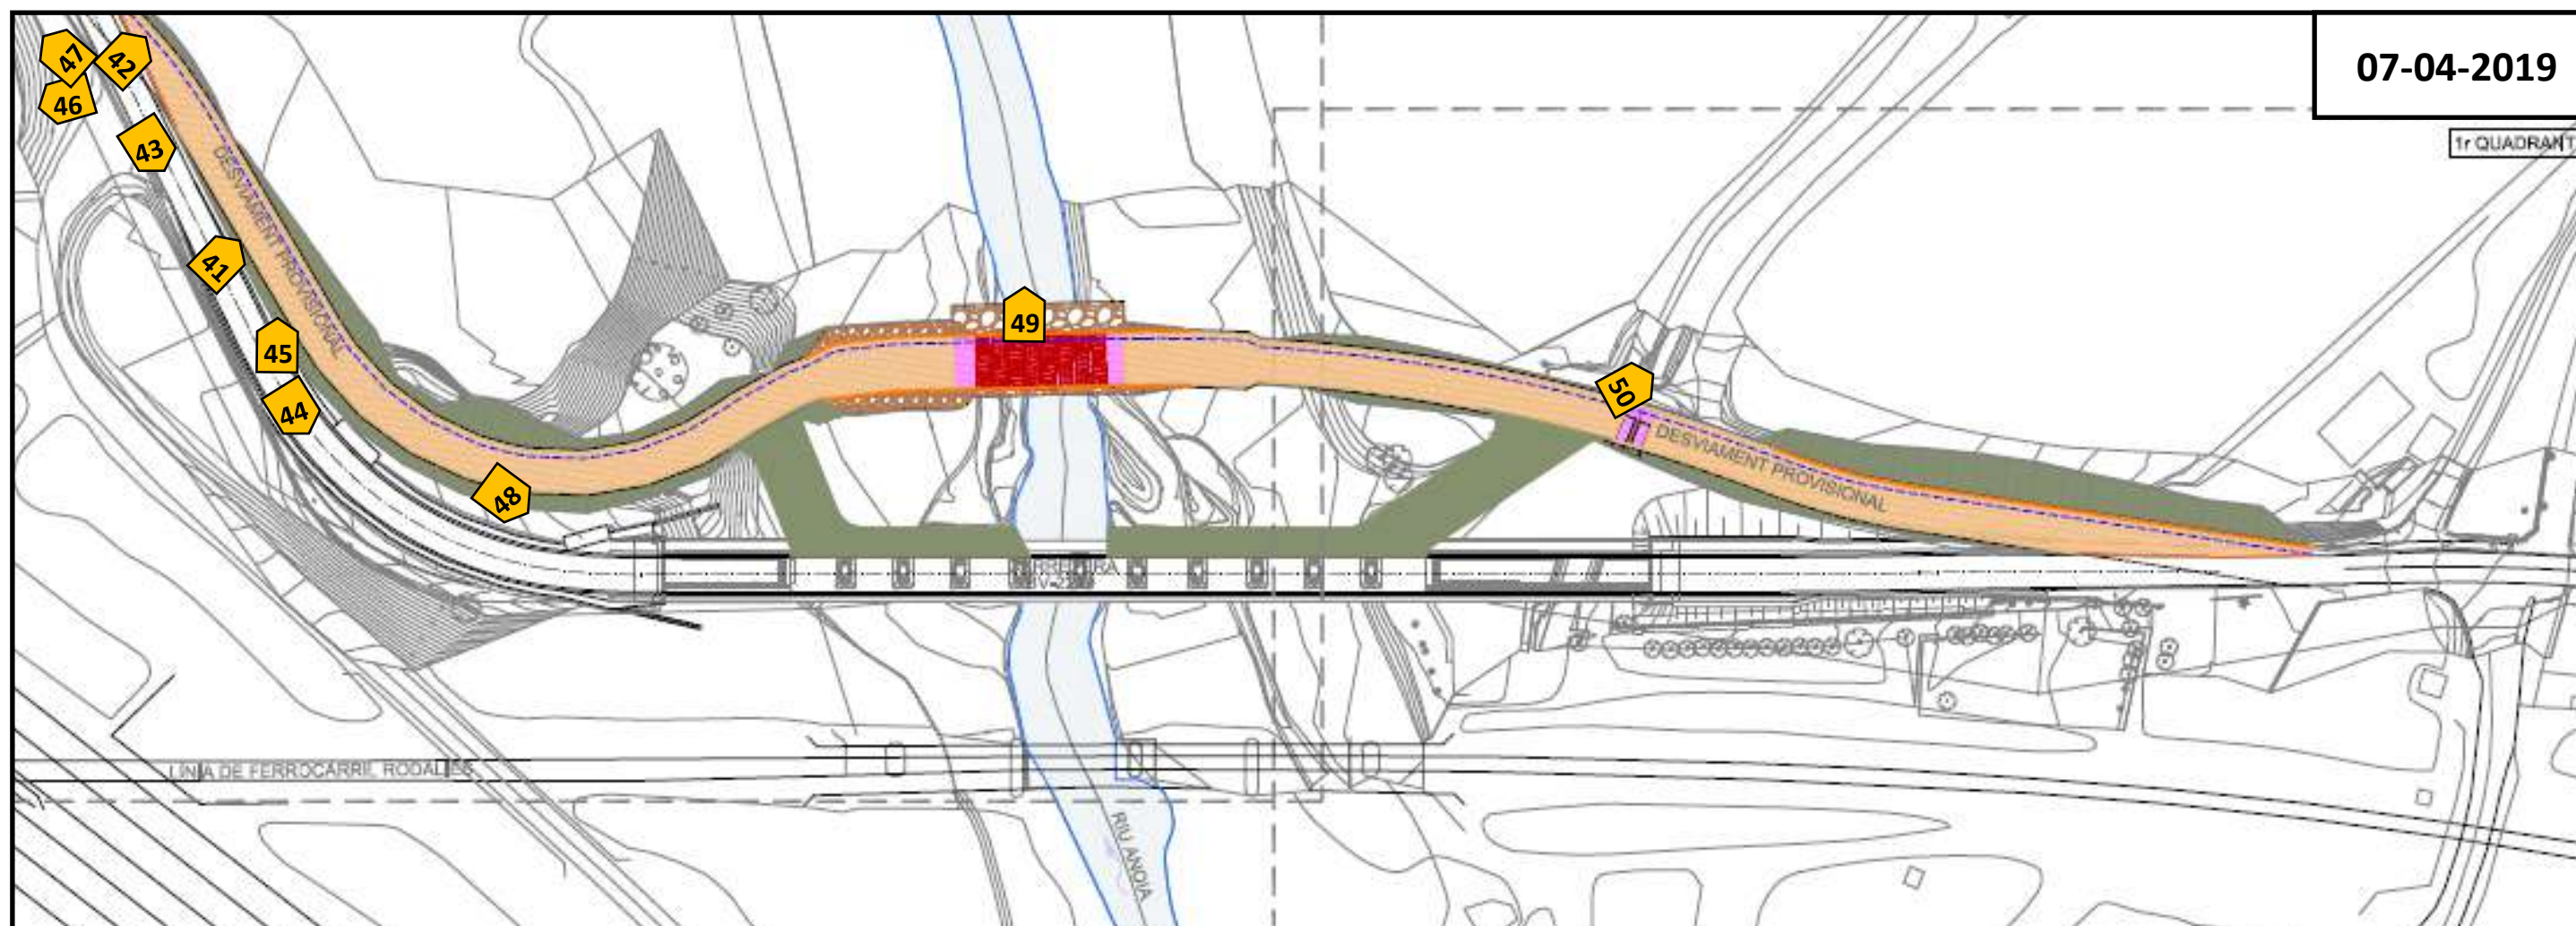 07-04-2019
1r QUADRANT
47
42
46
43
DESVIAMENT PROVISIONAL
41
45
44
48
49
50
DESVIAMENT PROVISIONAL
LÍNIA DE FERROCARRIL RODALIES
RIU ANOIA